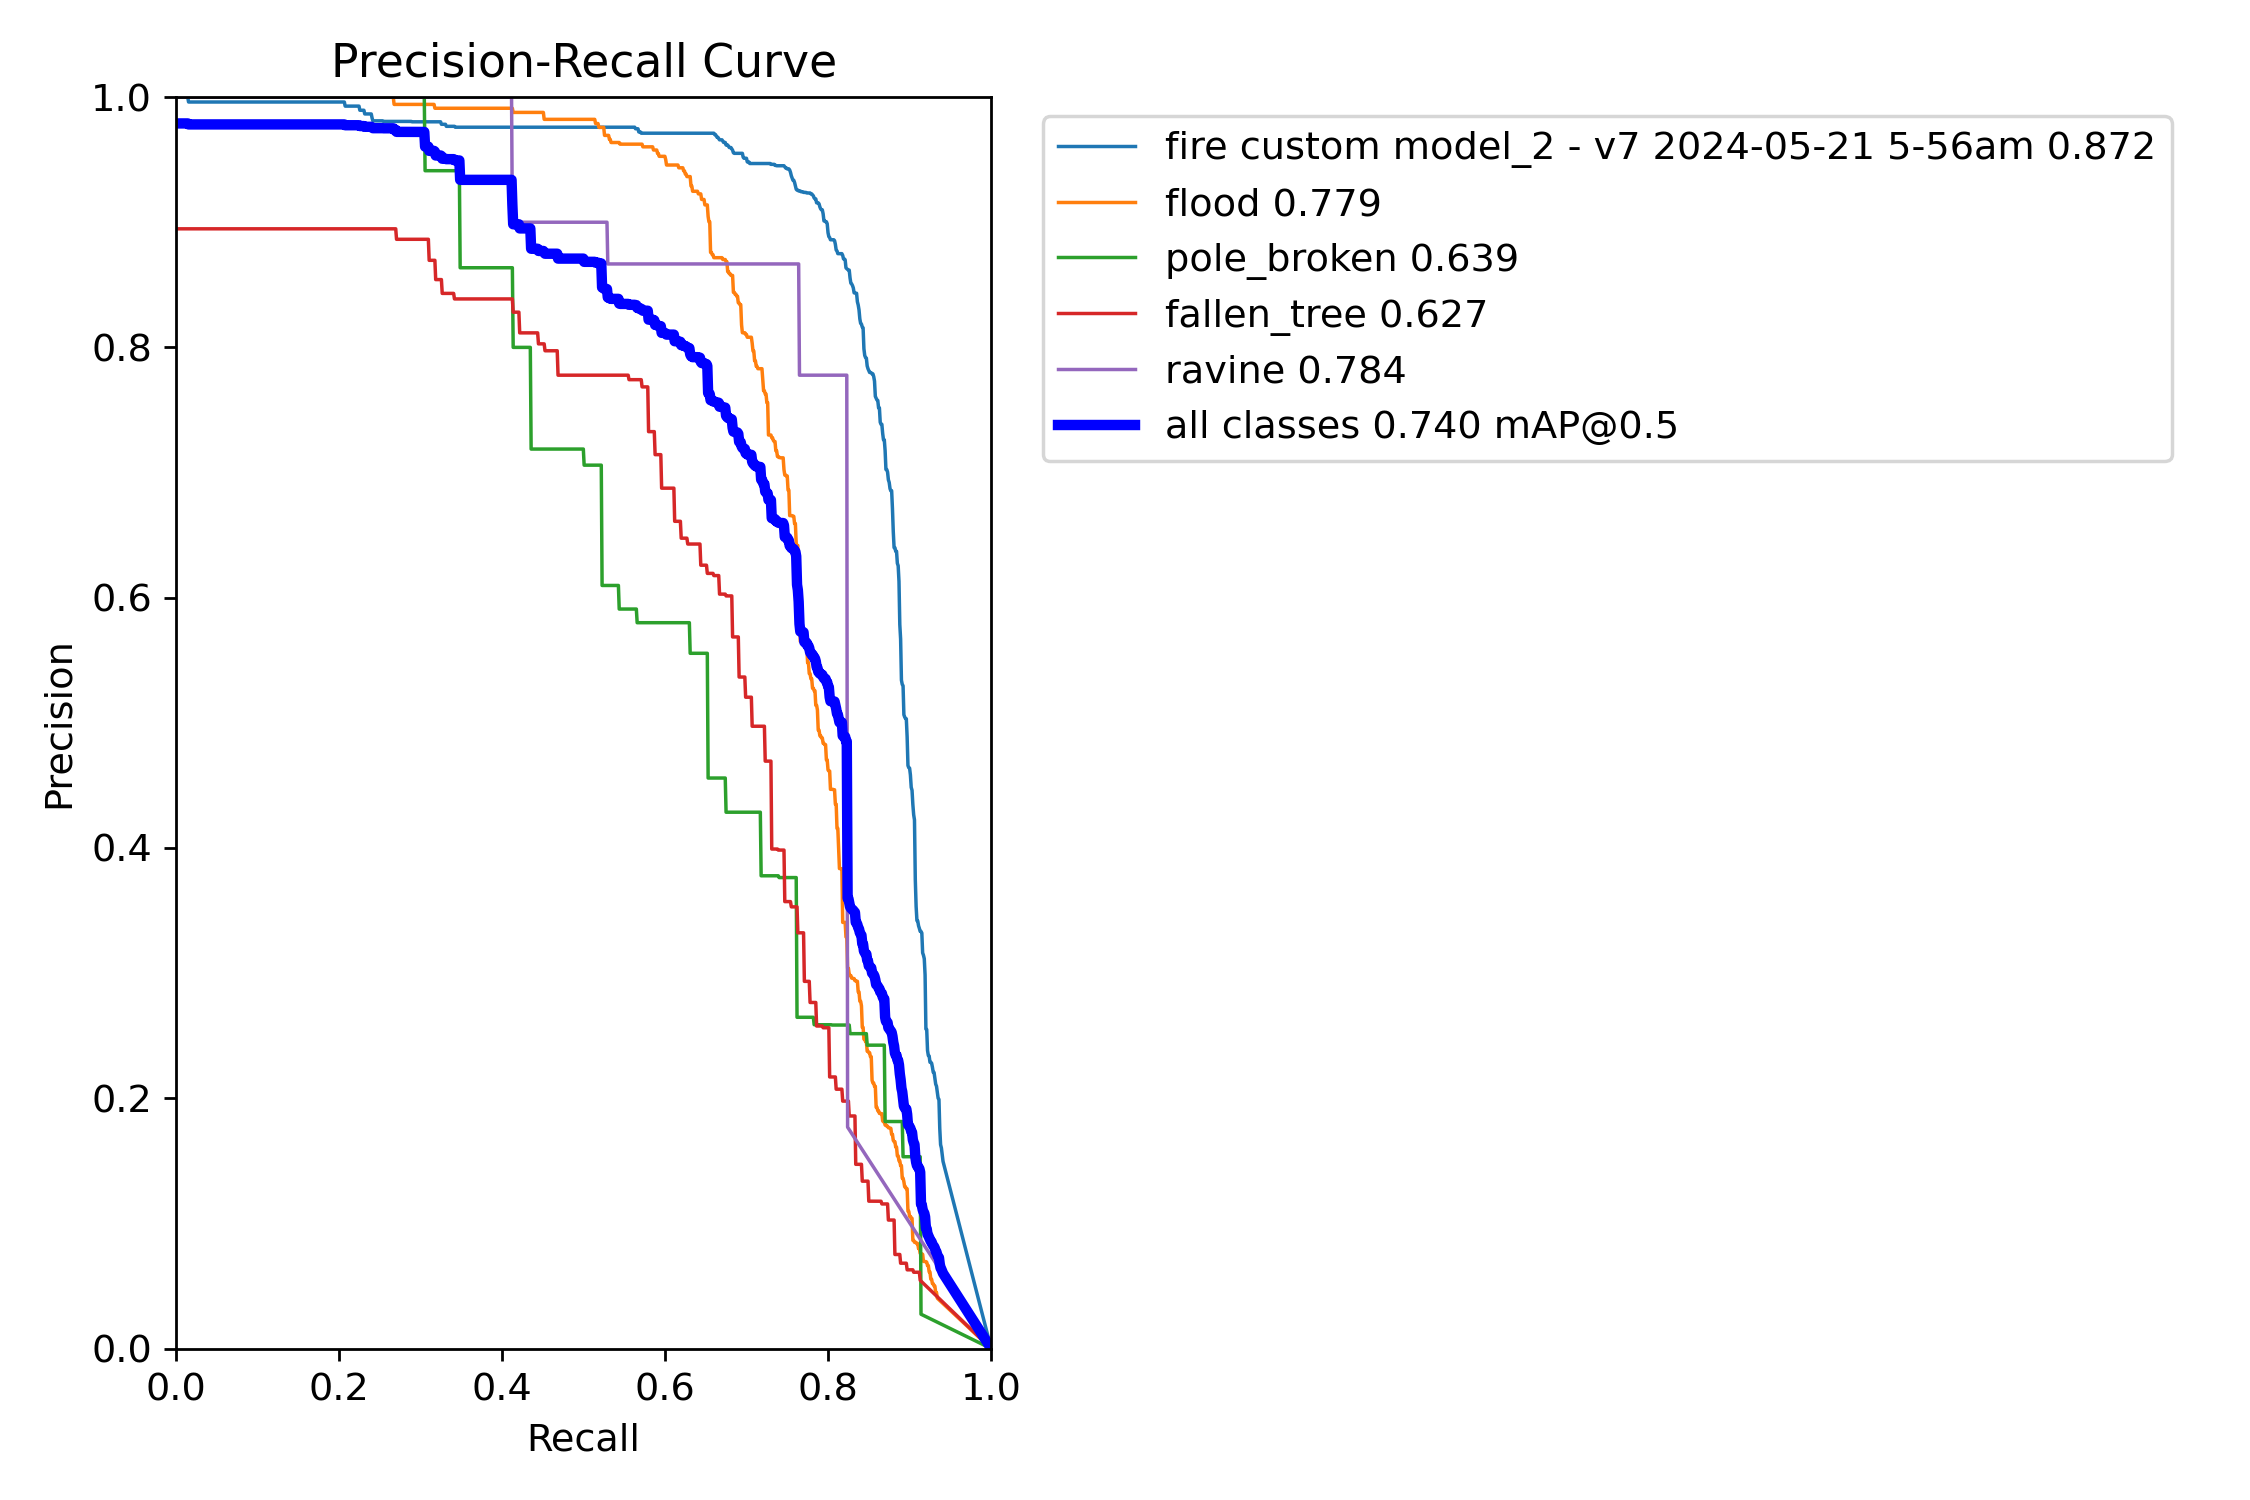 Precision-Recall Curve
1.0
0.8
0.6
0.4
0.2
0.0
Precision
0.0 0.2 0.4 0.6 0.8 1.0
Recall
fire custom model_2 - v7 2024-05-21 5-56am 0.872
flood 0.779
pole_broken 0.639
fallen_tree 0.627
ravine 0.784
all classes 0.740 mAP@0.5